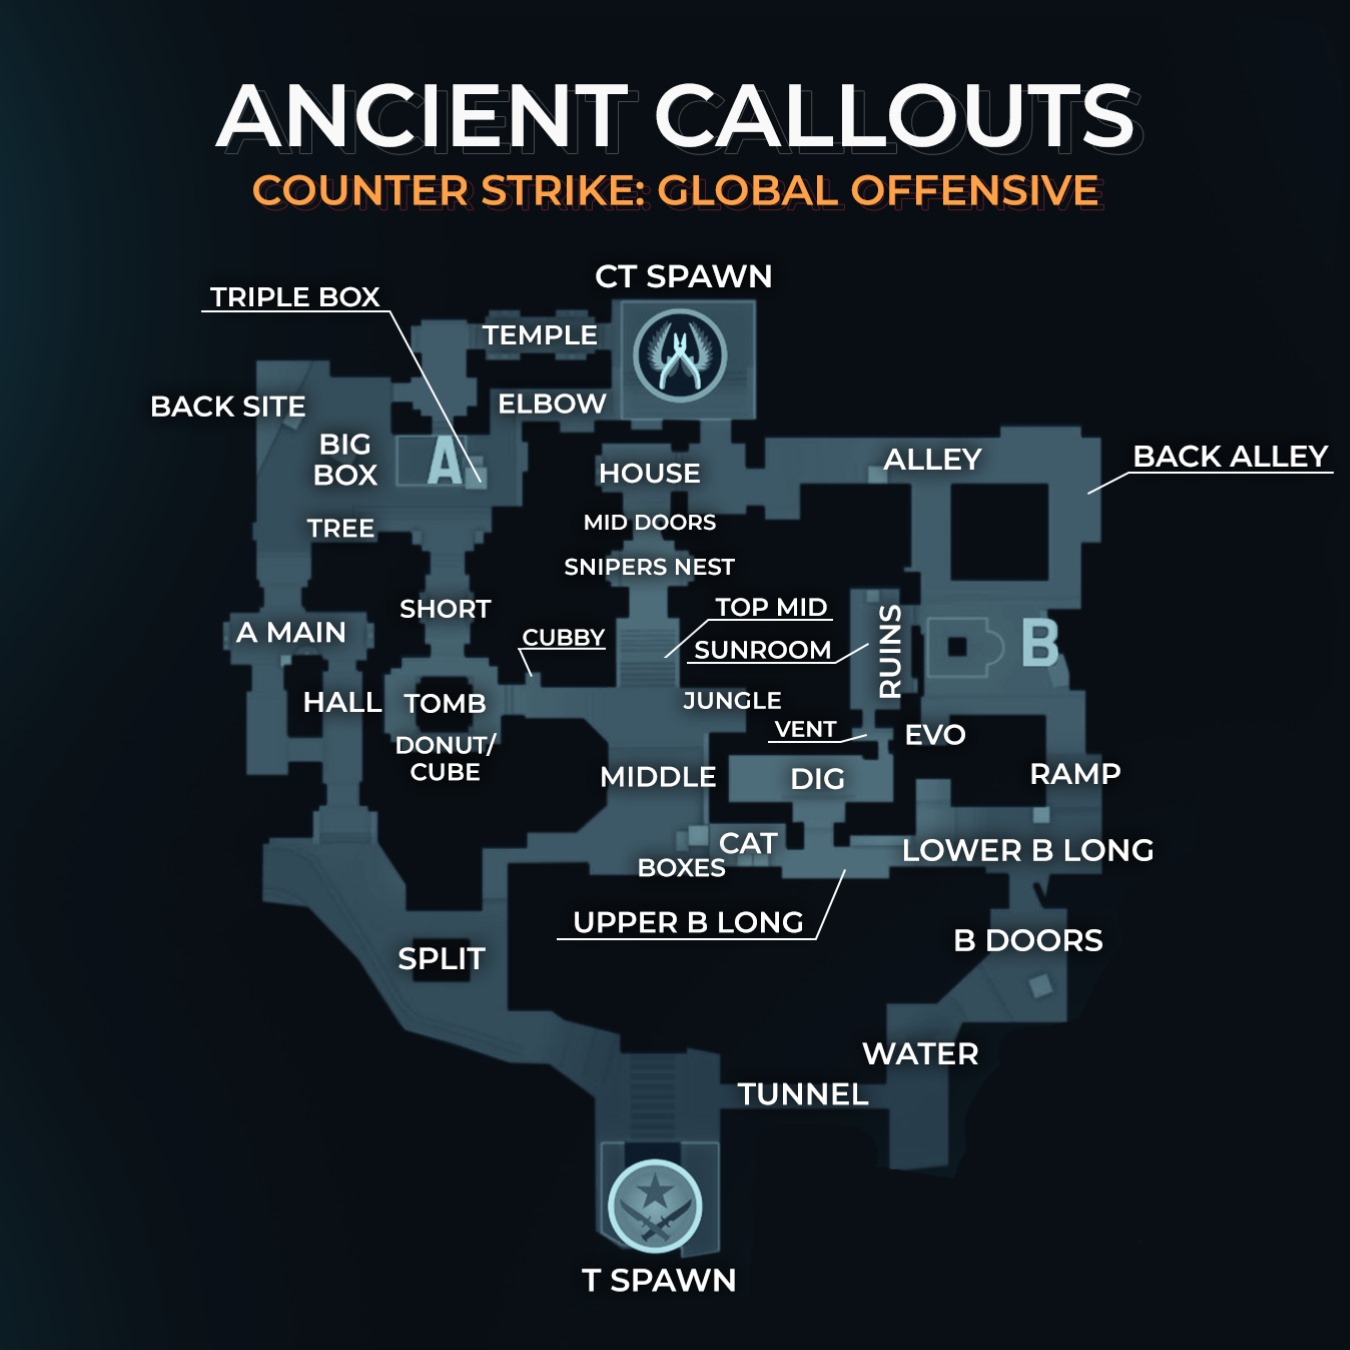 ANCIENT CALLOUTS
COUNTER STRIKE: GLOBAL OFFENSIVE
CT SPAWN
TRIPLE BOX
TEMPLE
BACK SITE
ELBOW
BIG
BOX
A
HOUSE
ALLEY
BACK ALLEY
TREE
MID DOORS
SNIPERS NEST
SHORT
TOP MID
A MAIN
CUBBY
SUNROOM
RUINS
B
HALL
TOMB
JUNGLE
DONUT/
CUBE
VENT
EVO
MIDDLE
DIG
RAMP
CAT
BOXES
LOWER B LONG
UPPER B LONG
SPLIT
B DOORS
WATER
TUNNEL
T SPAWN